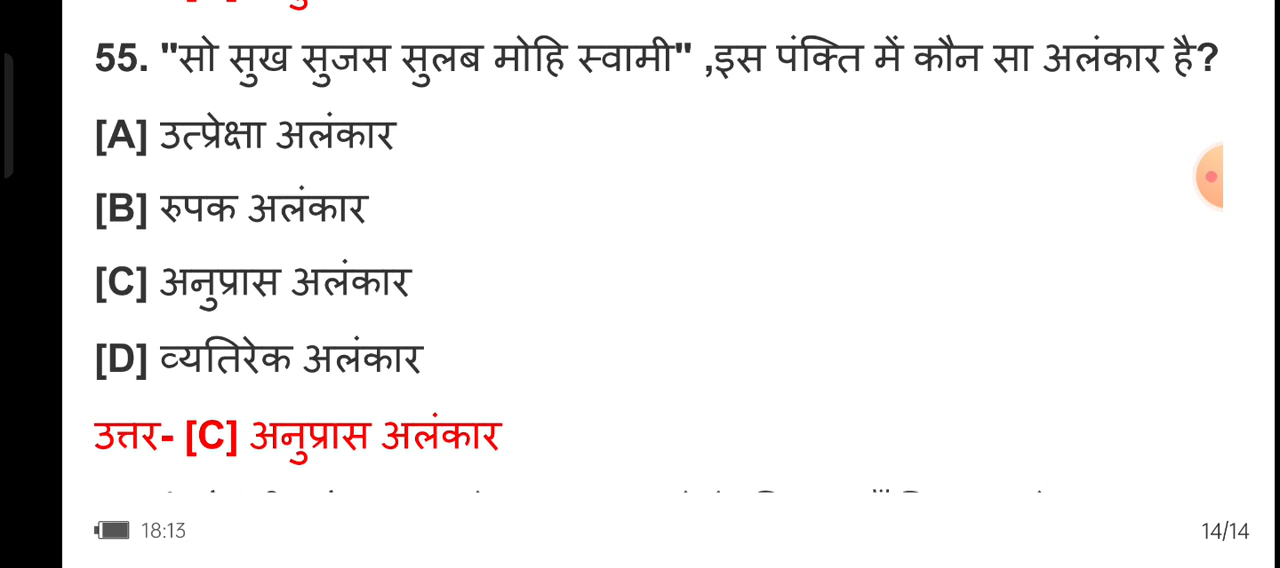 55. "सो सुख सुजस सुलब मोहि स्वामी" ,इस पंक्ति में कौन सा अलंकार है?
[A] उत्प्रेक्षा अलंकार
[B] रुपक अलंकार
[C] अनुप्रास अलंकार
[D] व्यतिरेक अलंकार
उत्तर- [C] अनुप्रास अलंकार
18:13
14/14